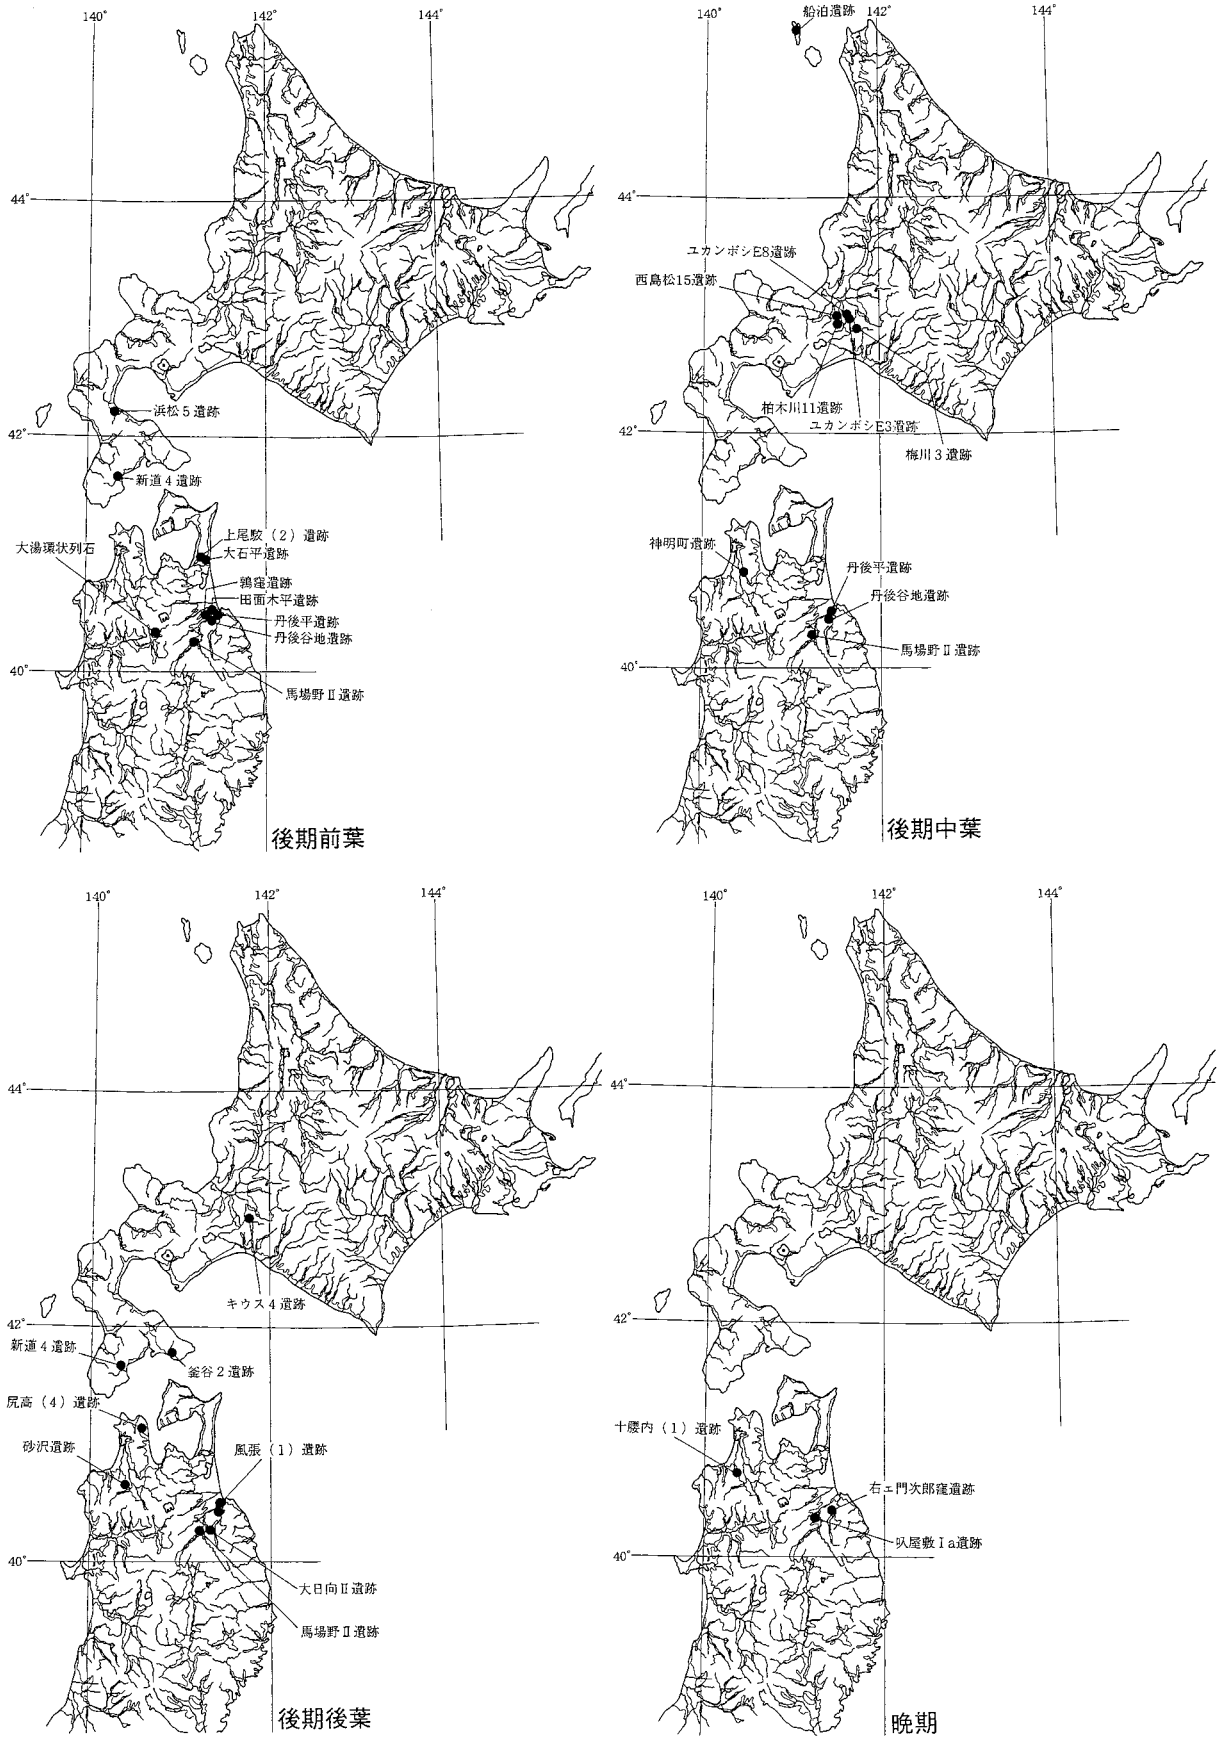 140°
142°
144°
44°
42°
40°
浜松5遺跡
新道4遺跡
上尾駮(2)遺跡
大石平遺跡
大湯環状列石
鶉窪遺跡
田面木平遺跡
丹後平遺跡
丹後谷地遺跡
馬場野Ⅱ遺跡
後期前葉
140°
142°
144°
船泊遺跡
44°
ユカンボシE8遺跡
西島松15遺跡
柏木川11遺跡
ユカンボシE3遺跡
42°
梅川3遺跡
神明町遺跡
丹後平遺跡
丹後谷地遺跡
馬場野Ⅱ遺跡
40°
後期中葉
140°
142°
144°
44°
キウス4遺跡
42°
新道4遺跡
釜谷2遺跡
尻高(4)遺跡
砂沢遺跡
風張(1)遺跡
40°
大日向Ⅱ遺跡
馬場野Ⅱ遺跡
後期後葉
140°
142°
144°
44°
42°
十腰内(1)遺跡
右ェ門次郎窪遺跡
叺屋敷Ⅰa遺跡
40°
晩期